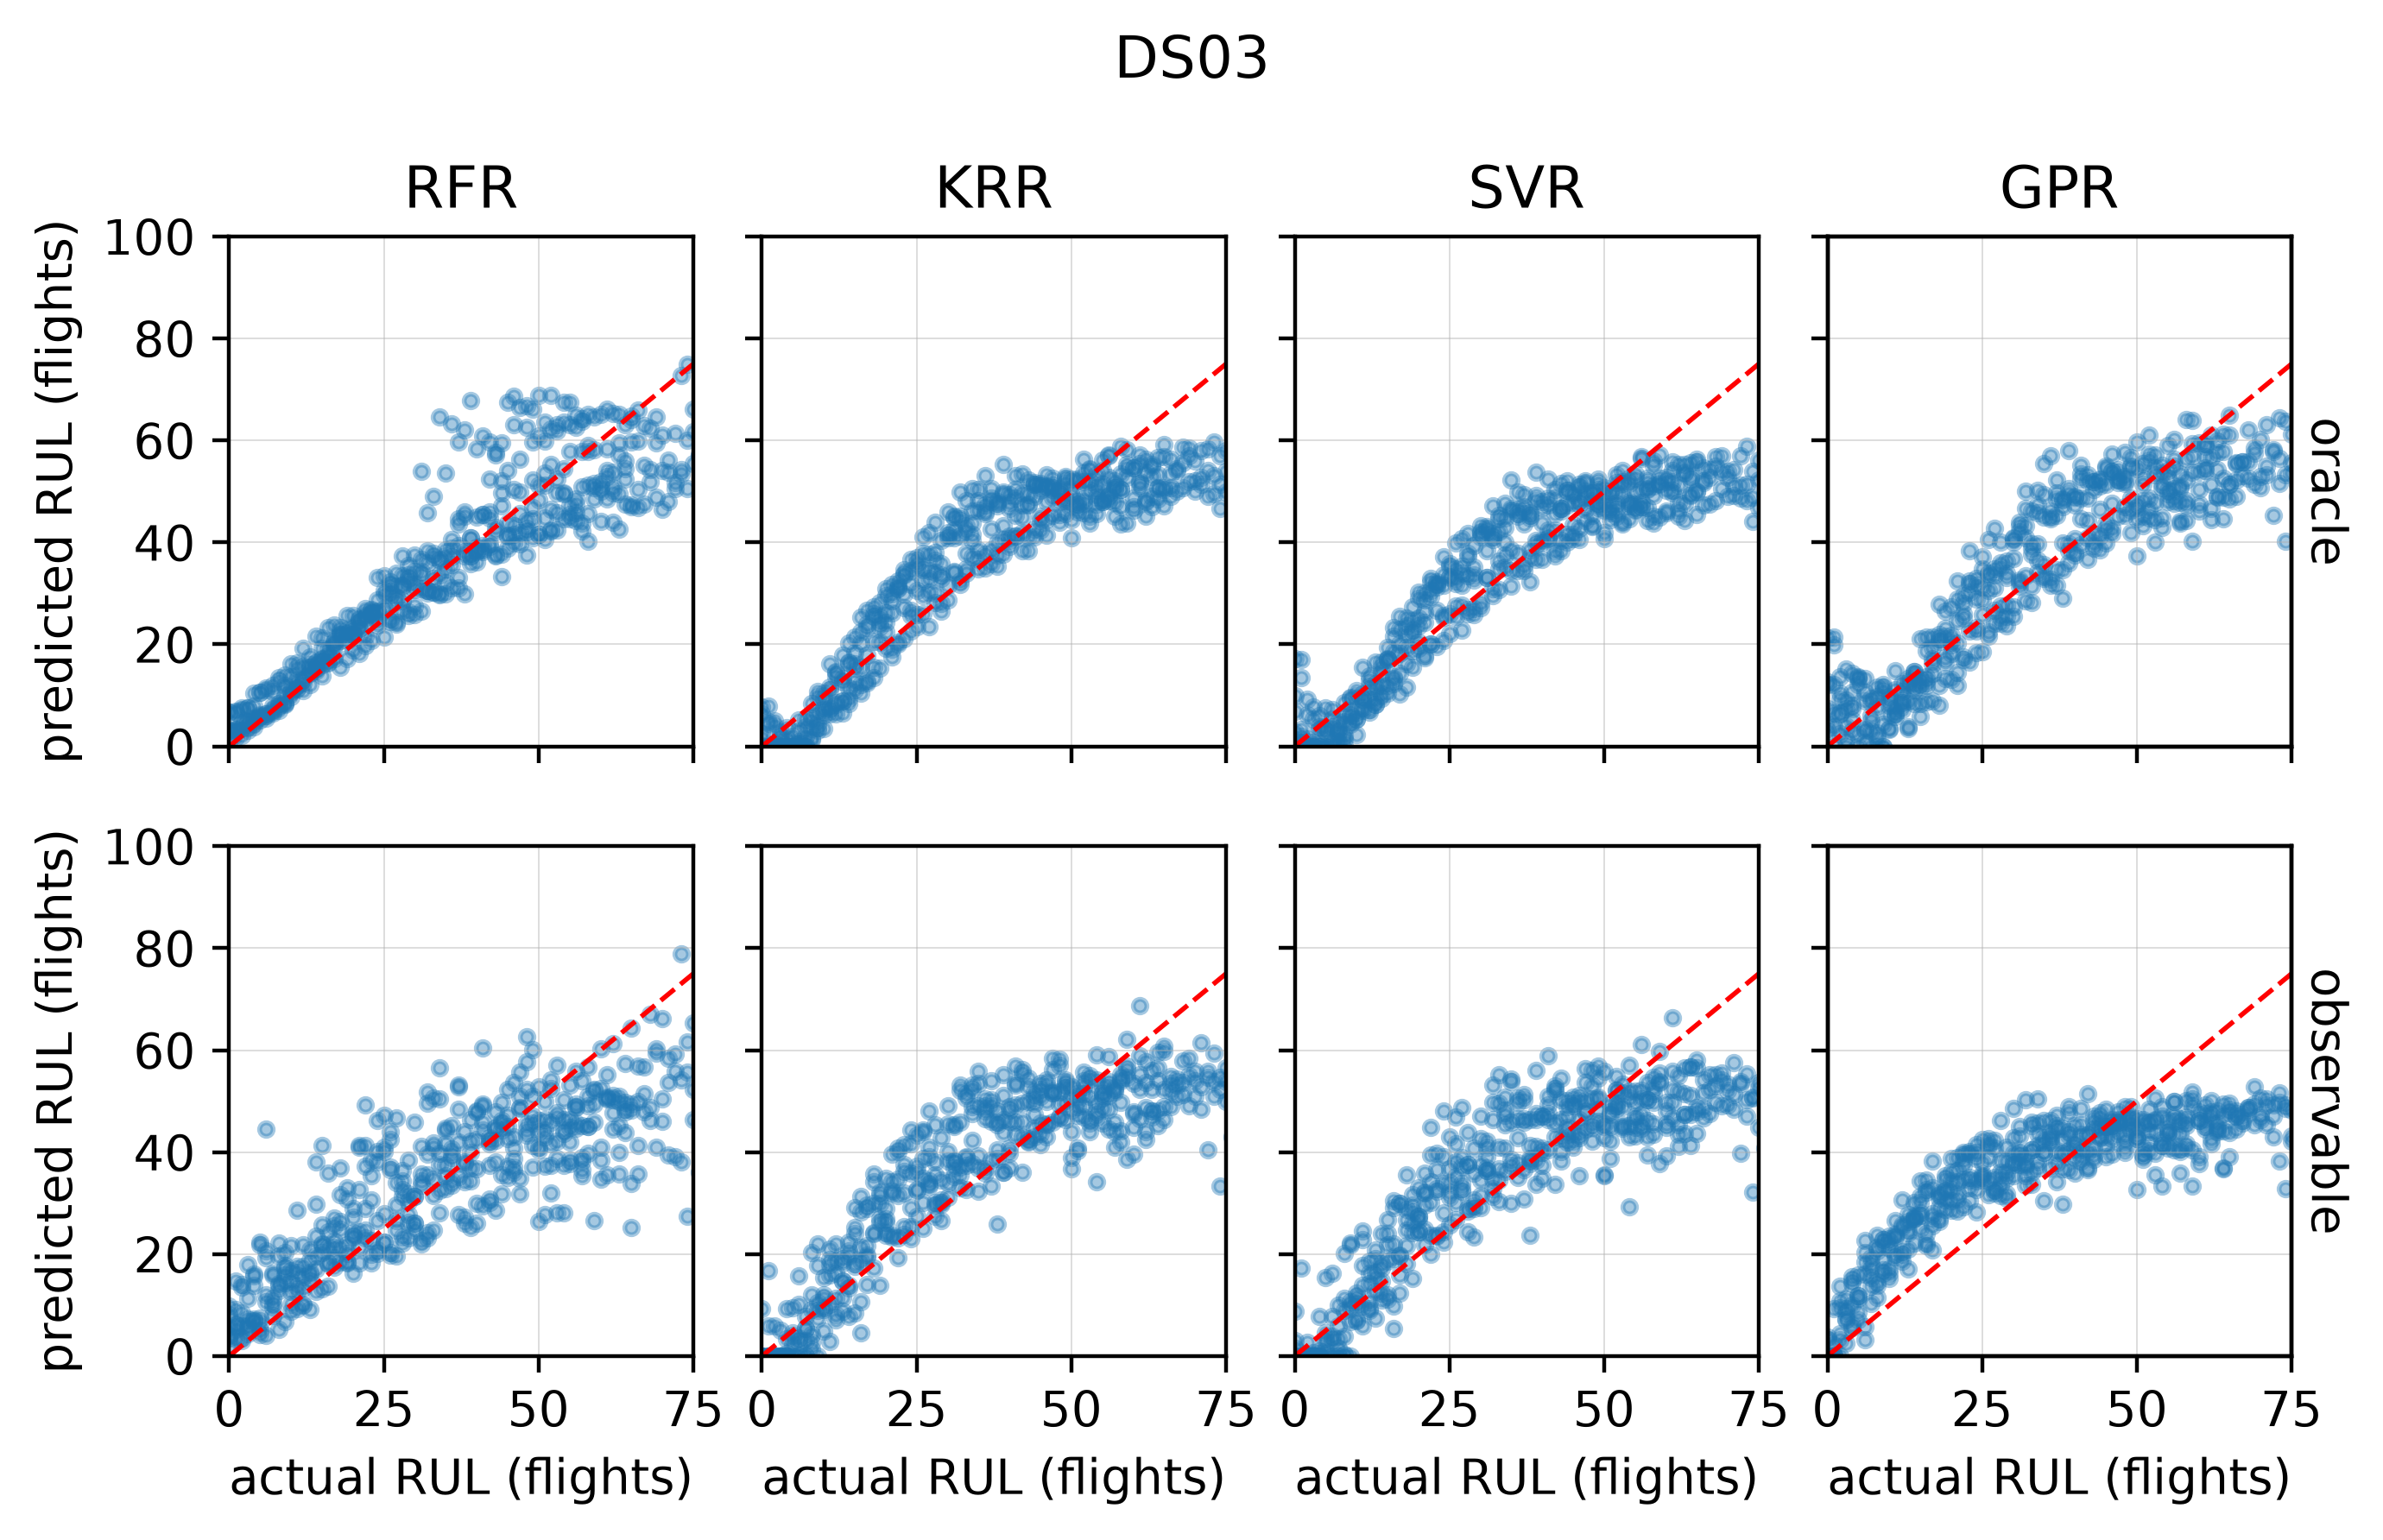 DS03
RFR KRR SVR GPR
predicted RUL (flights)
100
80
60
40
20
0
oracle
predicted RUL (flights)
100
80
60
40
20
0
observable
0 25 50 75 0 25 50 75 0 25 50 75 0 25 50 75
actual RUL (flights) actual RUL (flights) actual RUL (flights) actual RUL (flights)